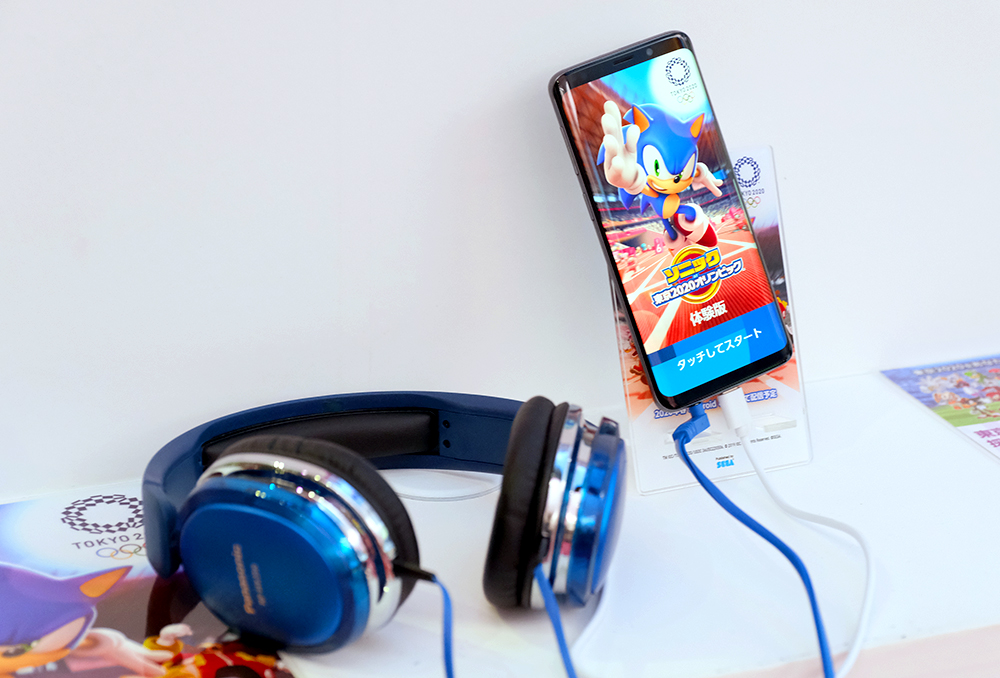 TOKYO 2020
ソニック
東京2020オリンピック
体験版
タッチしてスタート
TOKYO 2020
SEGA
TOKYO 2
Panasonic